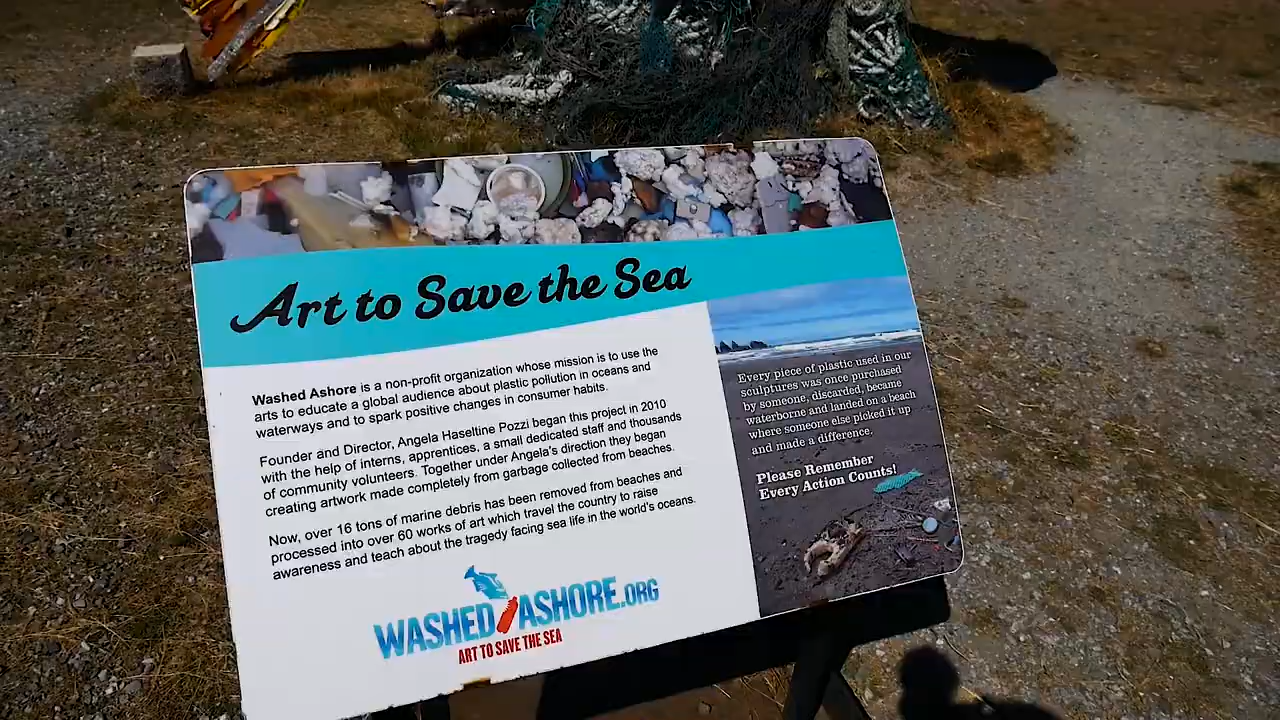 Art to Save the Sea
Washed Ashore is a non-profit organization whose mission is to use the
arts to educate a global audience about plastic pollution in oceans and
waterways and to spark positive changes in consumer habits.
Founder and Director, Angela Haseltine Pozzi began this project in 2010
with the help of interns, apprentices, a small dedicated staff and thousands
of community volunteers. Together under Angela's direction they began
creating artwork made completely from garbage collected from beaches.
Now, over 16 tons of marine debris has been removed from beaches and
processed into over 60 works of art which travel the country to raise
awareness and teach about the tragedy facing sea life in the world's oceans.
WASHED ASHORE.ORG
ART TO SAVE THE SEA
Every piece of plastic used in our
sculptures was once purchased
by someone, discarded, became
waterborne and landed on a beach
where someone else picked it up
and made a difference.
Please Remember
Every Action Counts!